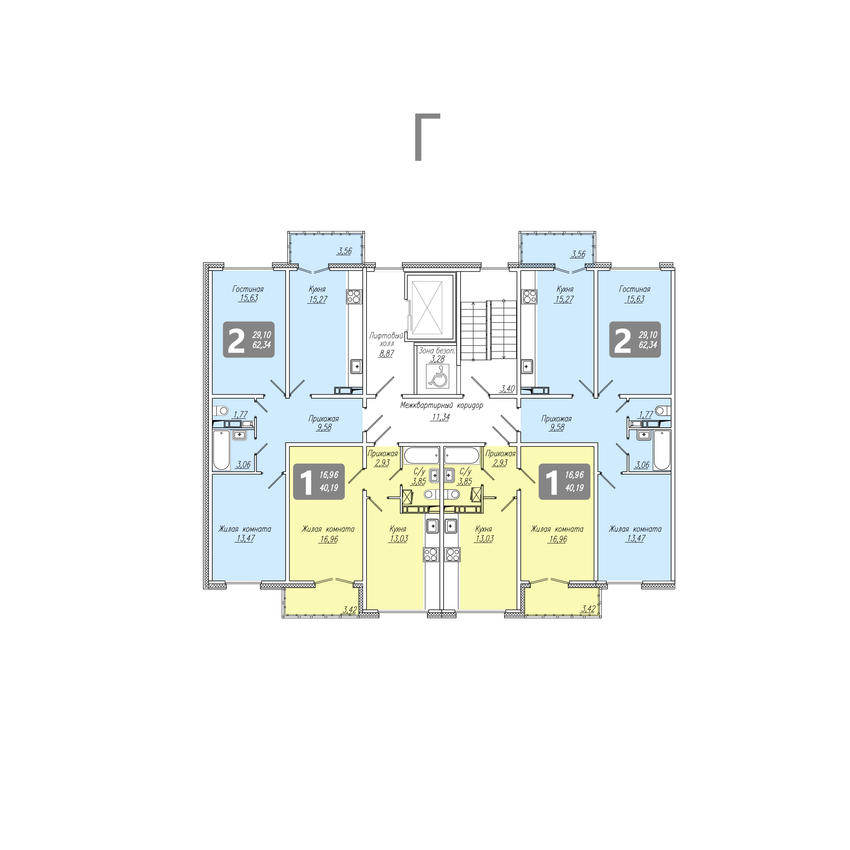 Г
3,56
3,56
Гостиная
15,63
Кухня
15,27
Кухня
15,27
Гостиная
15,63
2
29,10
62,34
Лифтовый
холл
8,87
Зона безоп.
3,28
2
29,10
62,34
3,40
Межквартирный коридор
11,34
1,77
Прихожая
9,58
Прихожая
9,58
1,77
3,06
Прихожая
2,93
Прихожая
2,93
3,06
1
16,96
40,19
С/у
3,85
С/у
3,85
1
16,96
40,19
Жилая комната
13,47
Жилая комната
16,96
Кухня
13,03
Кухня
13,03
Жилая комната
16,96
Жилая комната
13,47
3,42
3,42